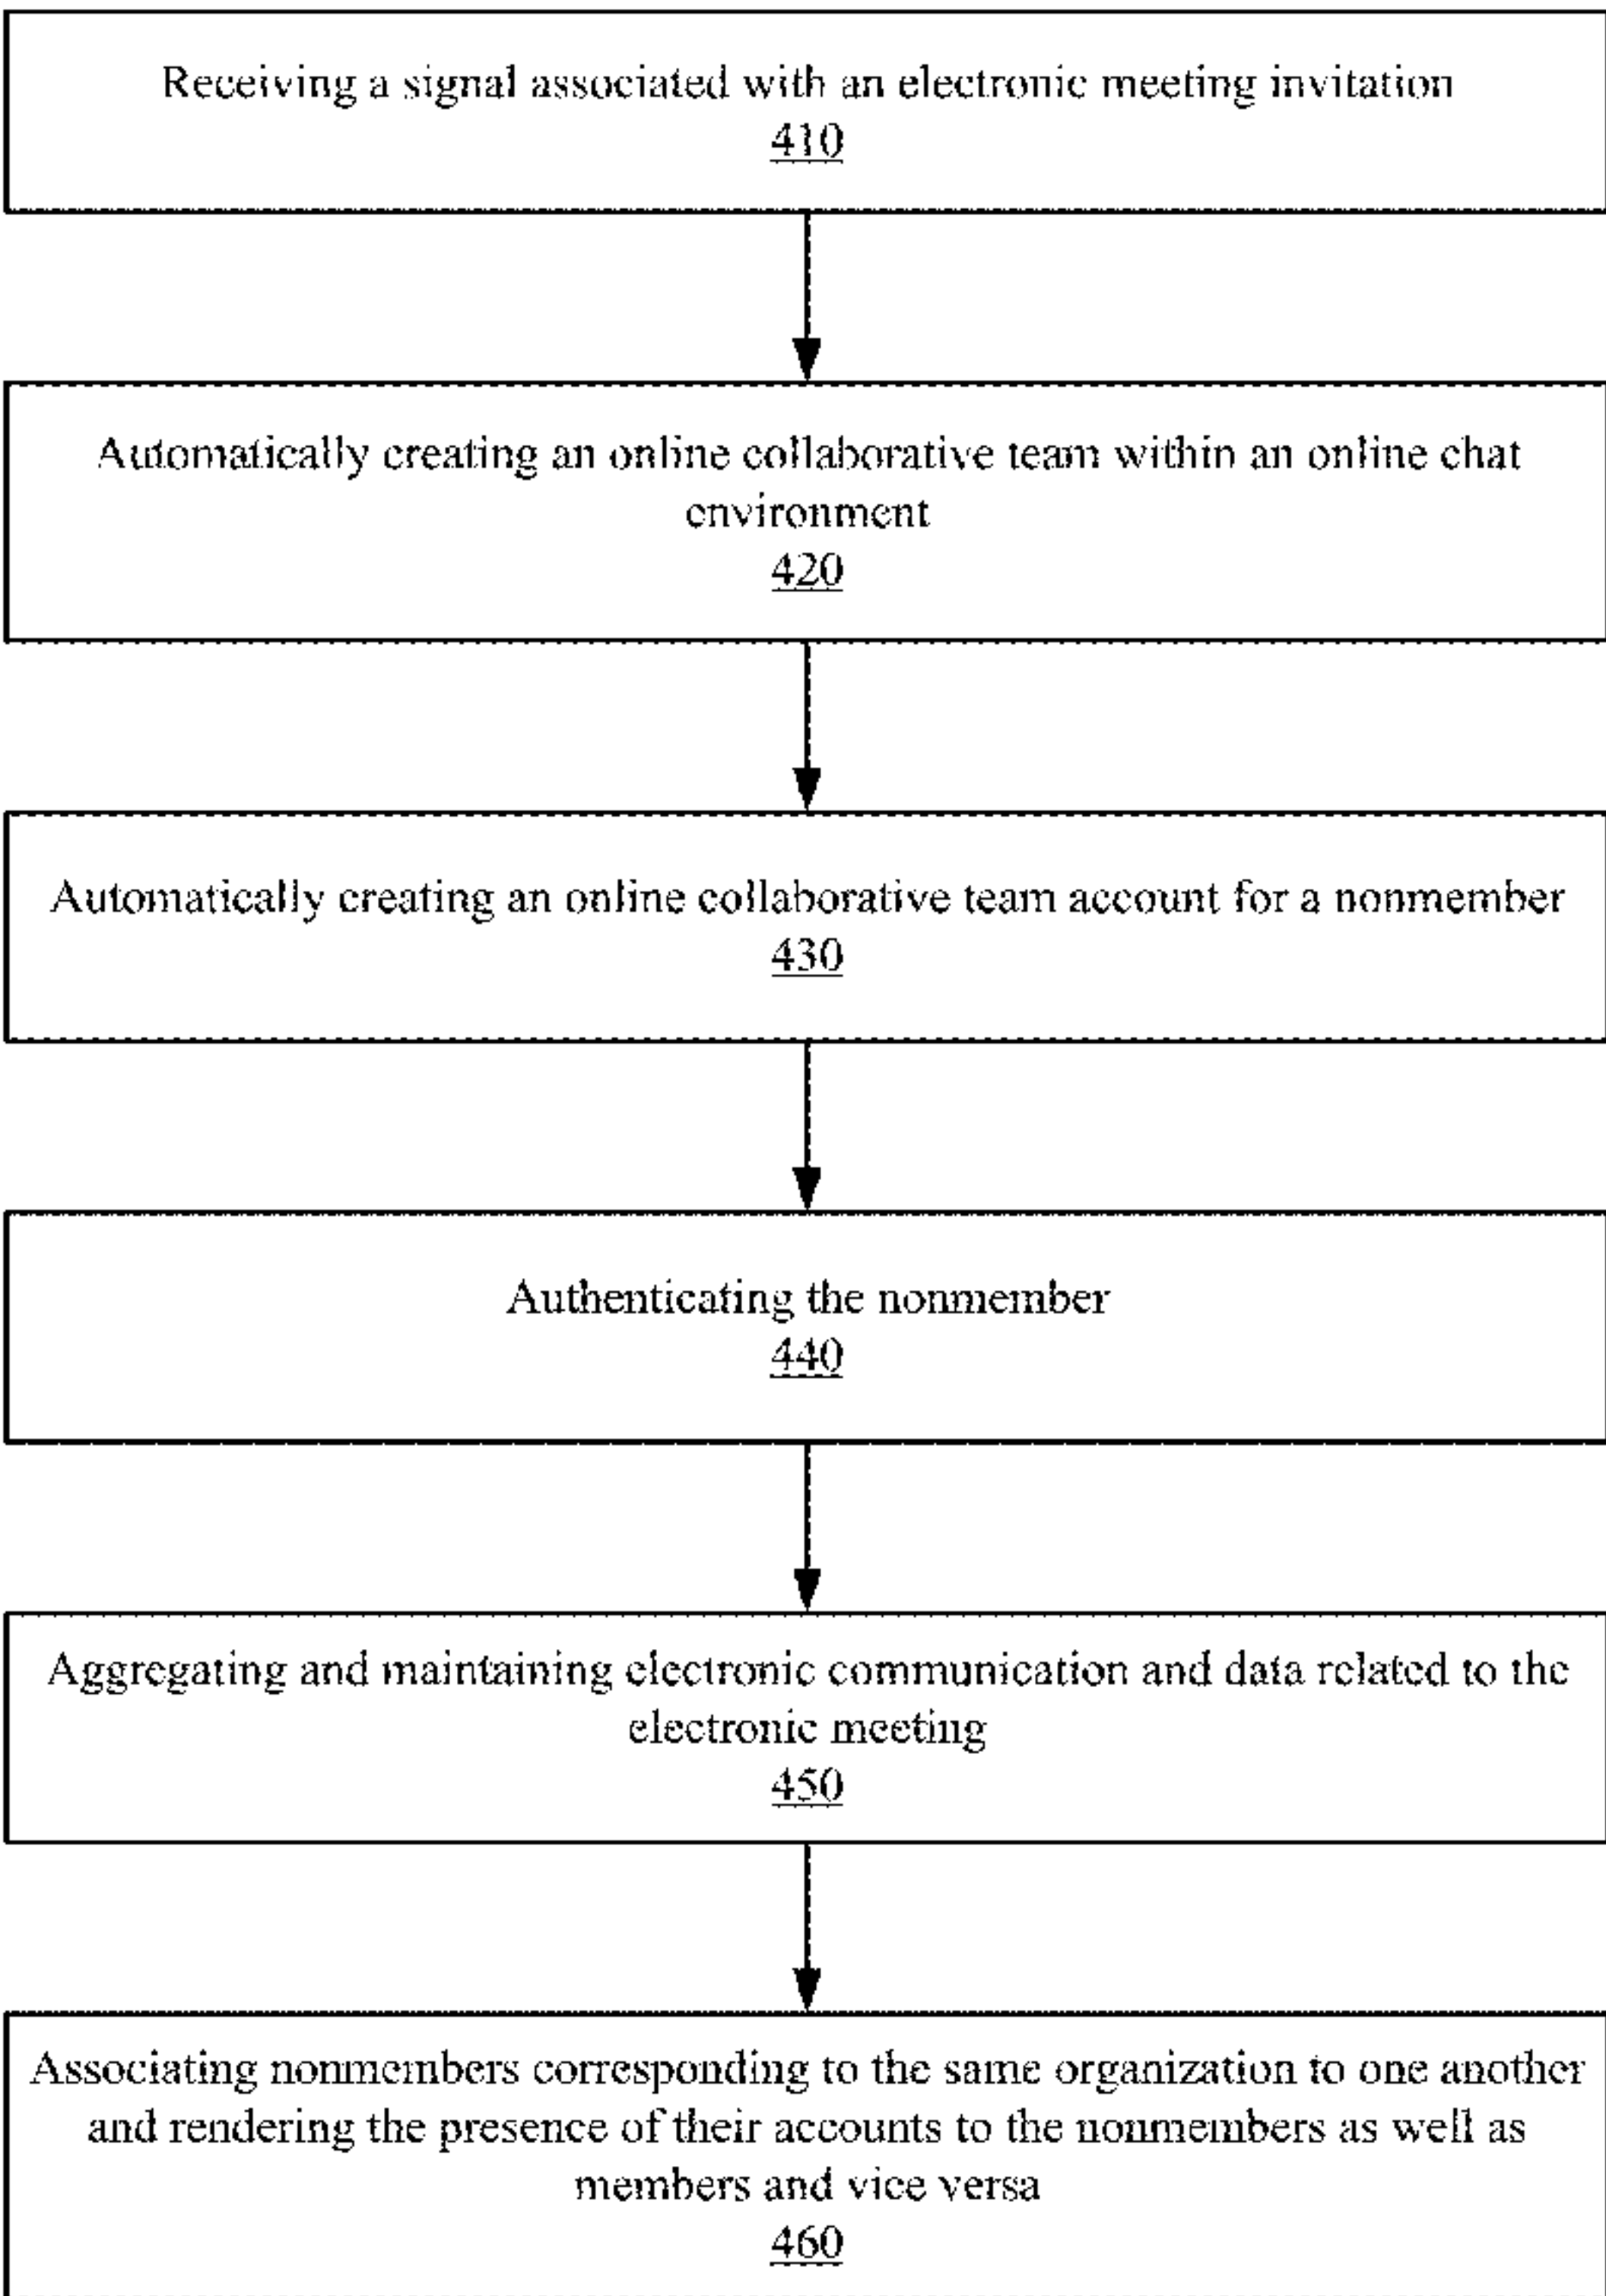 Receiving a signal associated with an electronic meeting invitation
410
Automatically creating an online collaborative team within an online chat
environment
420
Automatically creating an online collaborative team account for a nonmember
430
Authenticating the nonmember
440
Aggregating and maintaining electronic communication and data related to the
electronic meeting
450
Associating nonmembers corresponding to the same organization to one another
and rendering the presence of their accounts to the nonmembers as well as
members and vice versa
460